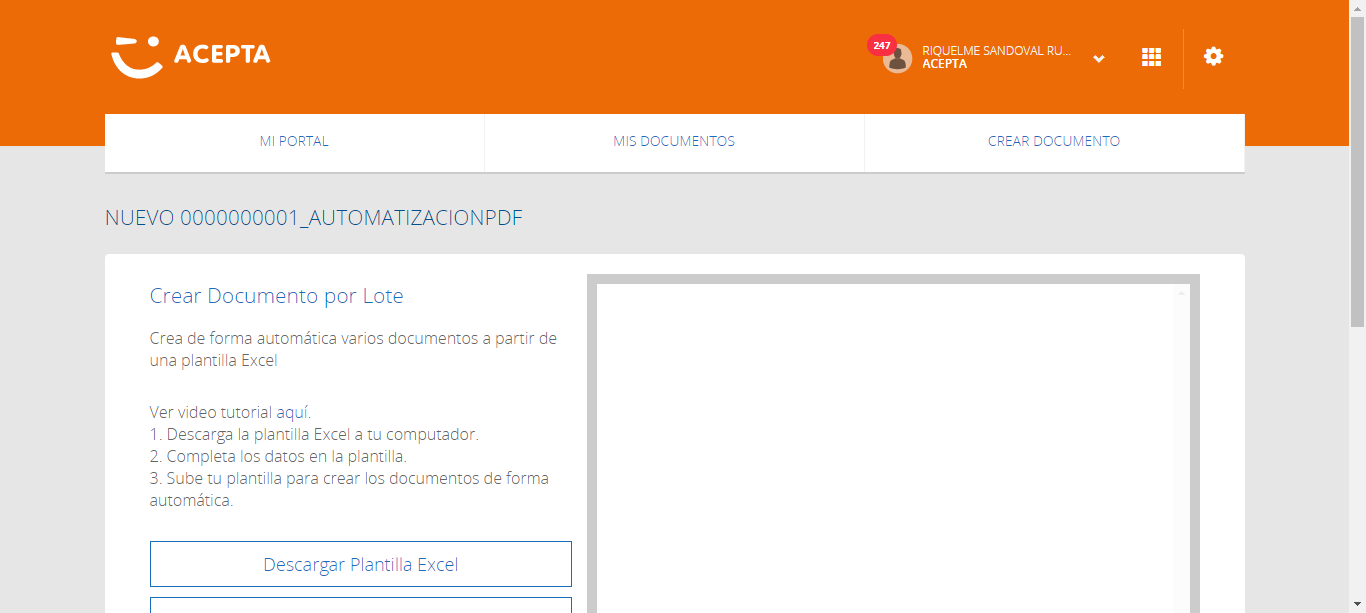 ACEPTA
247
RIQUELME SANDOVAL RU...
ACEPTA
MI PORTAL
MIS DOCUMENTOS
CREAR DOCUMENTO
NUEVO 0000000001_AUTOMATIZACIONPDF
Crear Documento por Lote
Crea de forma automática varios documentos a partir de
una plantilla Excel
Ver video tutorial aquí.
1. Descarga la plantilla Excel a tu computador.
2. Completa los datos en la plantilla.
3. Sube tu plantilla para crear los documentos de forma
automática.
Descargar Plantilla Excel